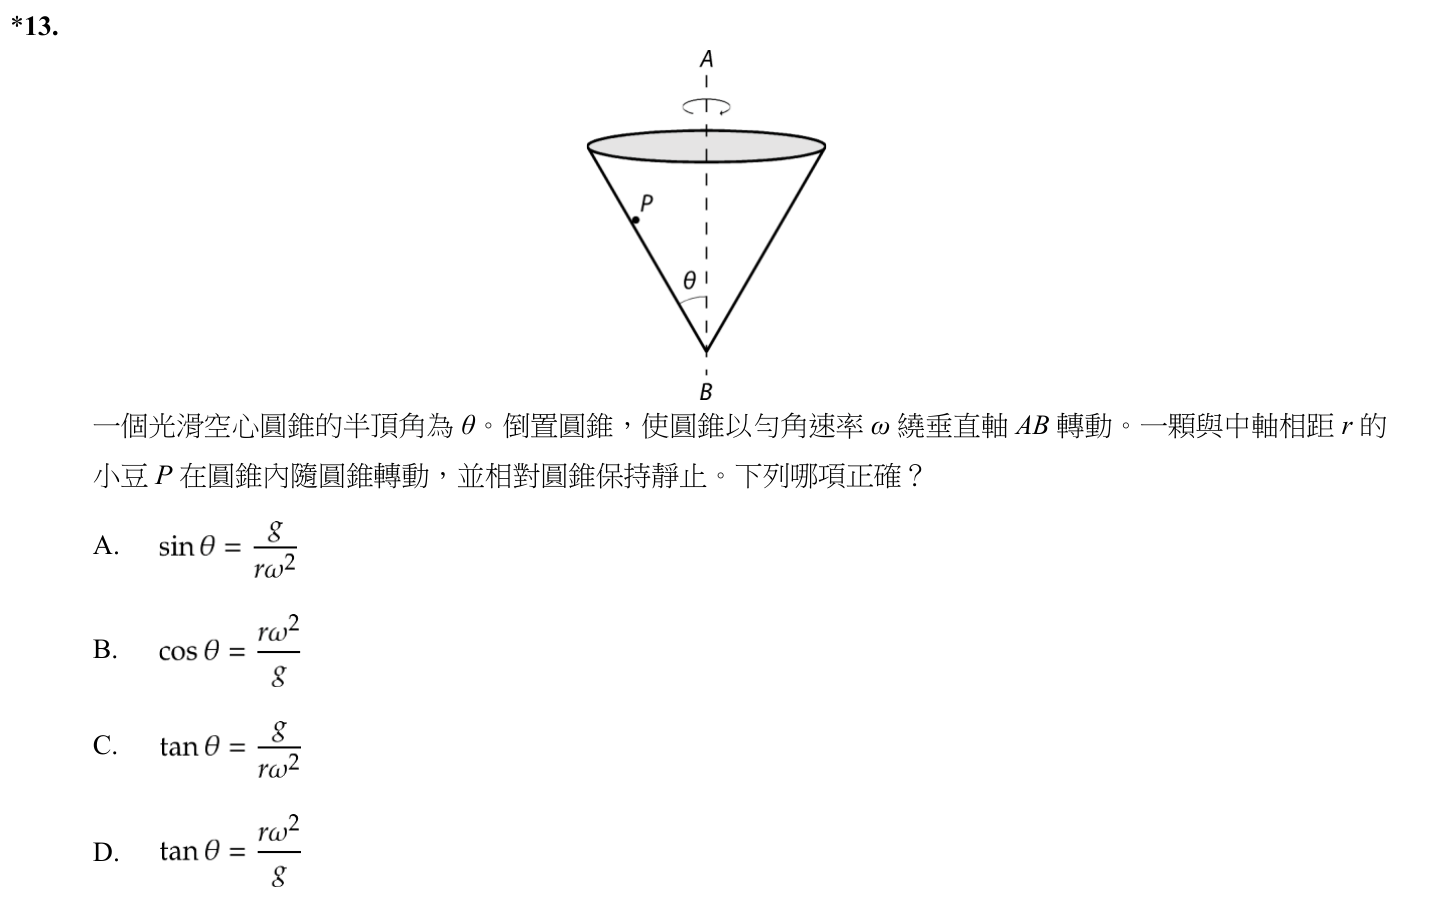 *13.
A
P
θ
B
一個光滑空心圓錐的半頂角為 θ。倒置圓錐，使圓錐以勻角速率 ω 繞垂直軸 AB 轉動。一顆與中軸相距 r 的
小豆 P 在圓錐內隨圓錐轉動，並相對圓錐保持靜止。下列哪項正確？
A. sin θ = g / rω²
B. cos θ = rω² / g
C. tan θ = g / rω²
D. tan θ = rω² / g